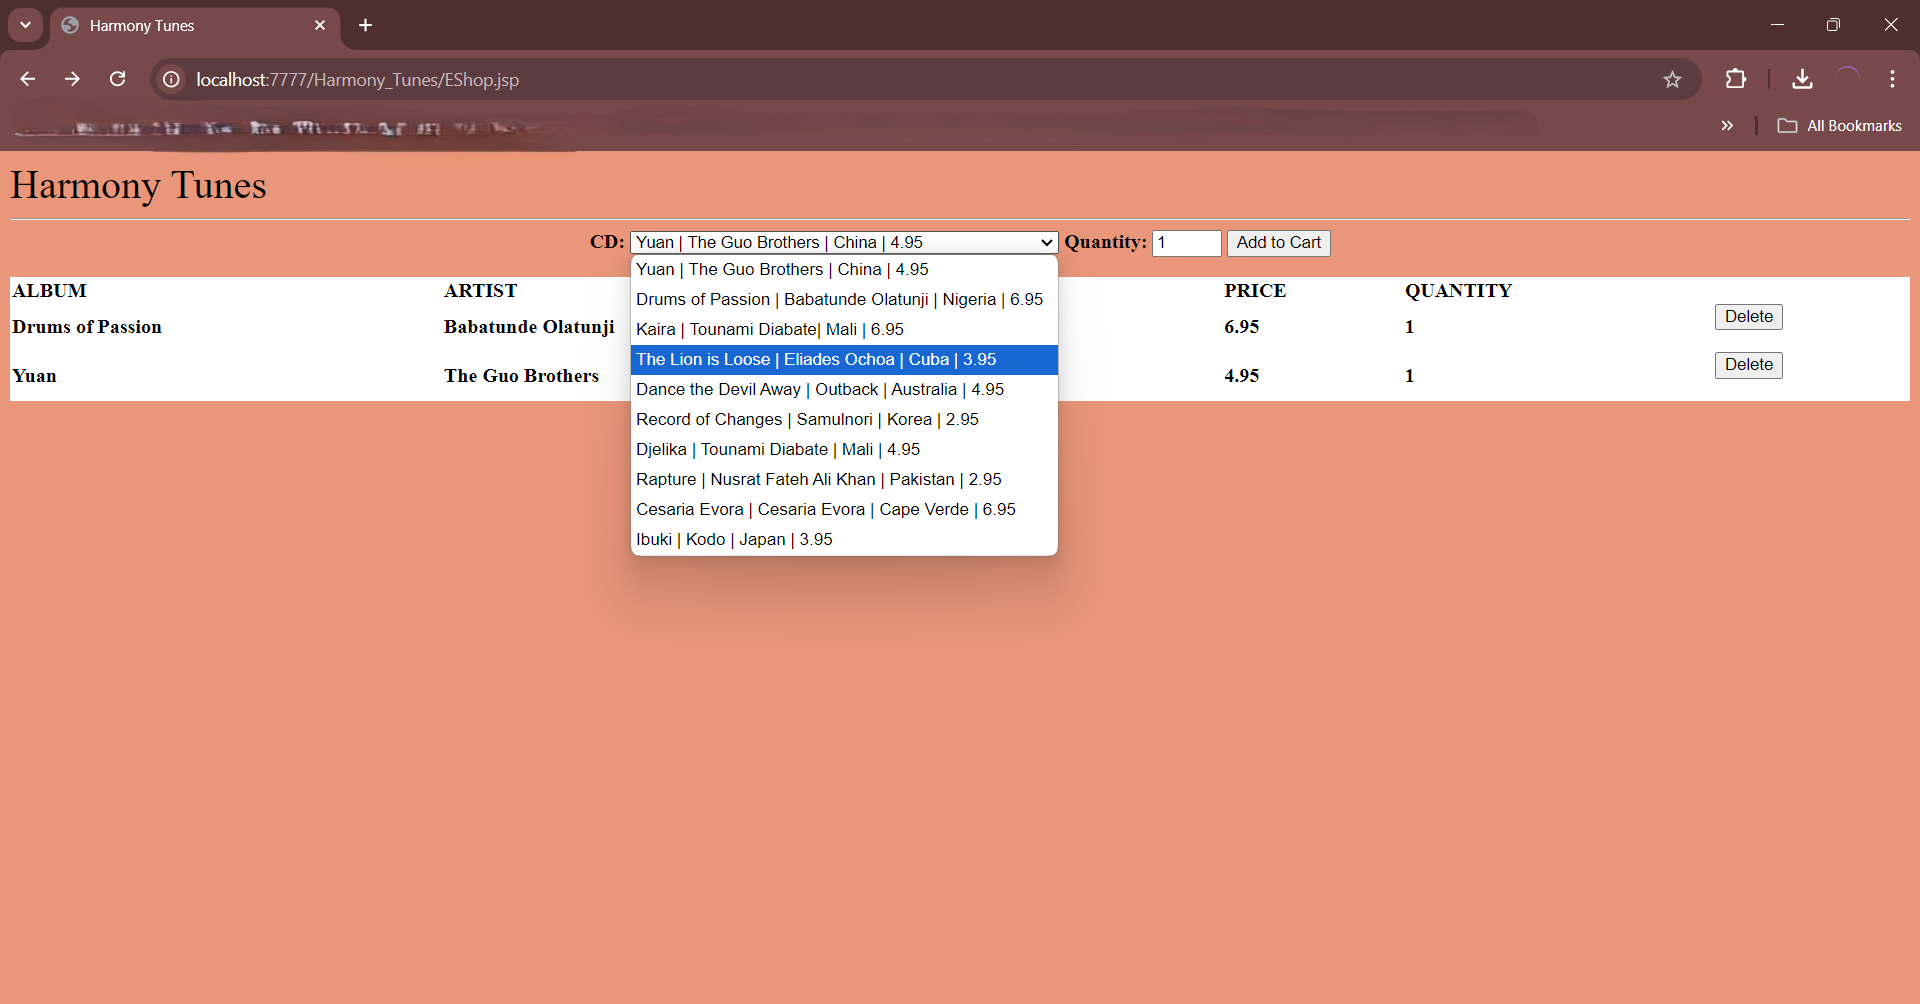 Harmony Tunes
localhost:7777/Harmony_Tunes/EShop.jsp
All Bookmarks
Harmony Tunes
CD: Yuan | The Guo Brothers | China | 4.95 Quantity: 1 Add to Cart
Yuan | The Guo Brothers | China | 4.95
Drums of Passion | Babatunde Olatunji | Nigeria | 6.95
Kaira | Tounami Diabate| Mali | 6.95
The Lion is Loose | Eliades Ochoa | Cuba | 3.95
Dance the Devil Away | Outback | Australia | 4.95
Record of Changes | Samulnori | Korea | 2.95
Djelika | Tounami Diabate | Mali | 4.95
Rapture | Nusrat Fateh Ali Khan | Pakistan | 2.95
Cesaria Evora | Cesaria Evora | Cape Verde | 6.95
Ibuki | Kodo | Japan | 3.95
ALBUM ARTIST PRICE QUANTITY
Drums of Passion Babatunde Olatunji 6.95 1 Delete
Yuan The Guo Brothers 4.95 1 Delete